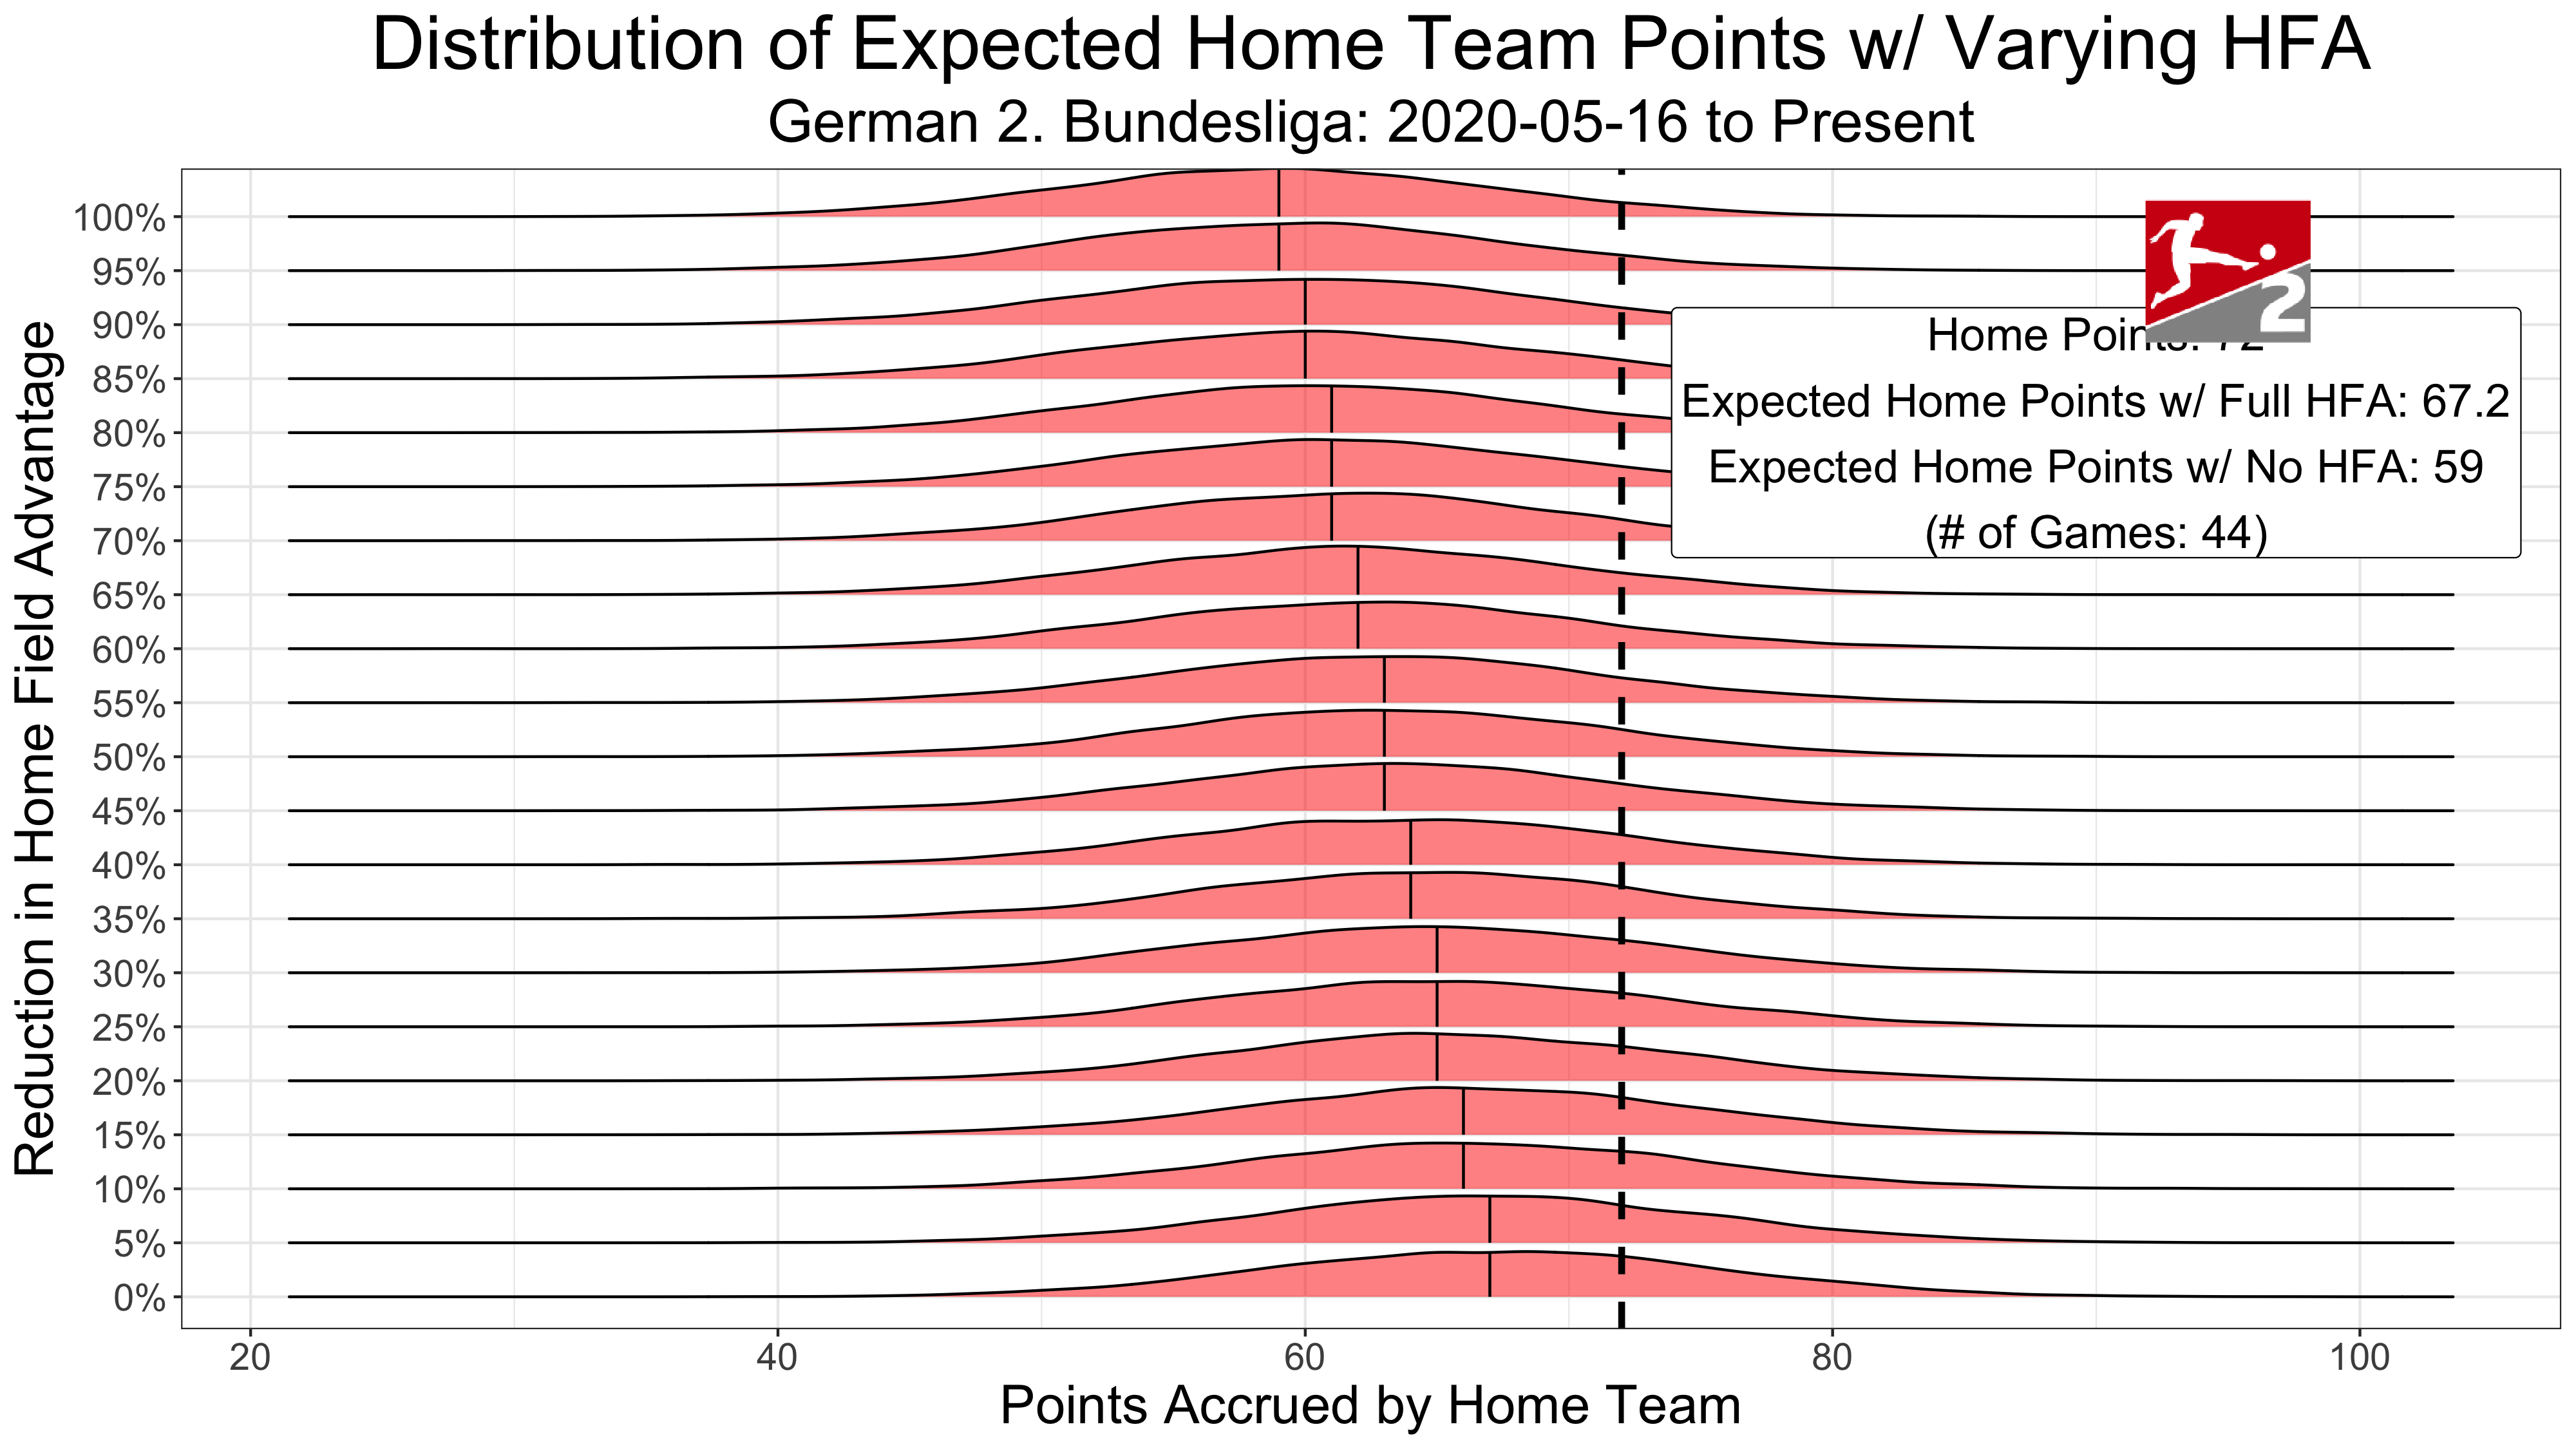 Distribution of Expected Home Team Points w/ Varying HFA
German 2. Bundesliga: 2020-05-16 to Present
Reduction in Home Field Advantage
100%
95%
90%
85%
80%
75%
70%
65%
60%
55%
50%
45%
40%
35%
30%
25%
20%
15%
10%
5%
0%
2
Home Points: 72
Expected Home Points w/ Full HFA: 67.2
Expected Home Points w/ No HFA: 59
(# of Games: 44)
20 40 60 80 100
Points Accrued by Home Team